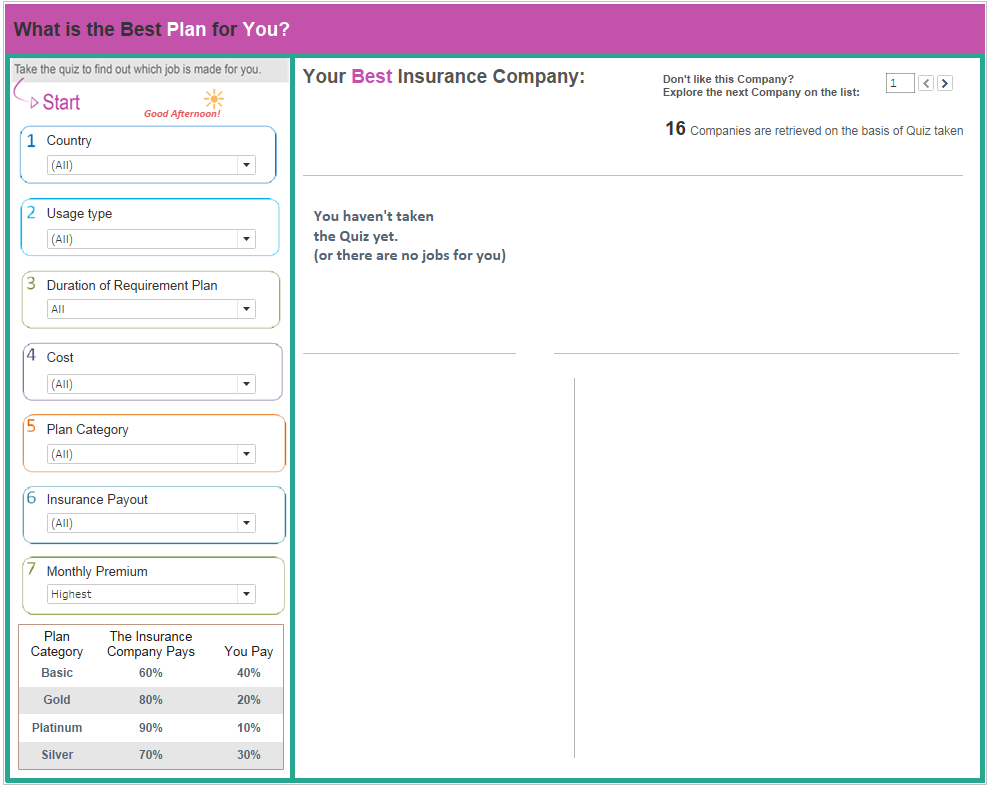 What is the Best Plan for You?
Take the quiz to find out which job is made for you.
Start
Good Afternoon!
1 Country
(All)
2 Usage type
(All)
3 Duration of Requirement Plan
All
4 Cost
(All)
5 Plan Category
(All)
6 Insurance Payout
(All)
7 Monthly Premium
Highest
Plan Category The Insurance Company Pays You Pay
Basic 60% 40%
Gold 80% 20%
Platinum 90% 10%
Silver 70% 30%
Your Best Insurance Company:
Don't like this Company?
Explore the next Company on the list:
1
16 Companies are retrieved on the basis of Quiz taken
You haven't taken
the Quiz yet.
(or there are no jobs for you)